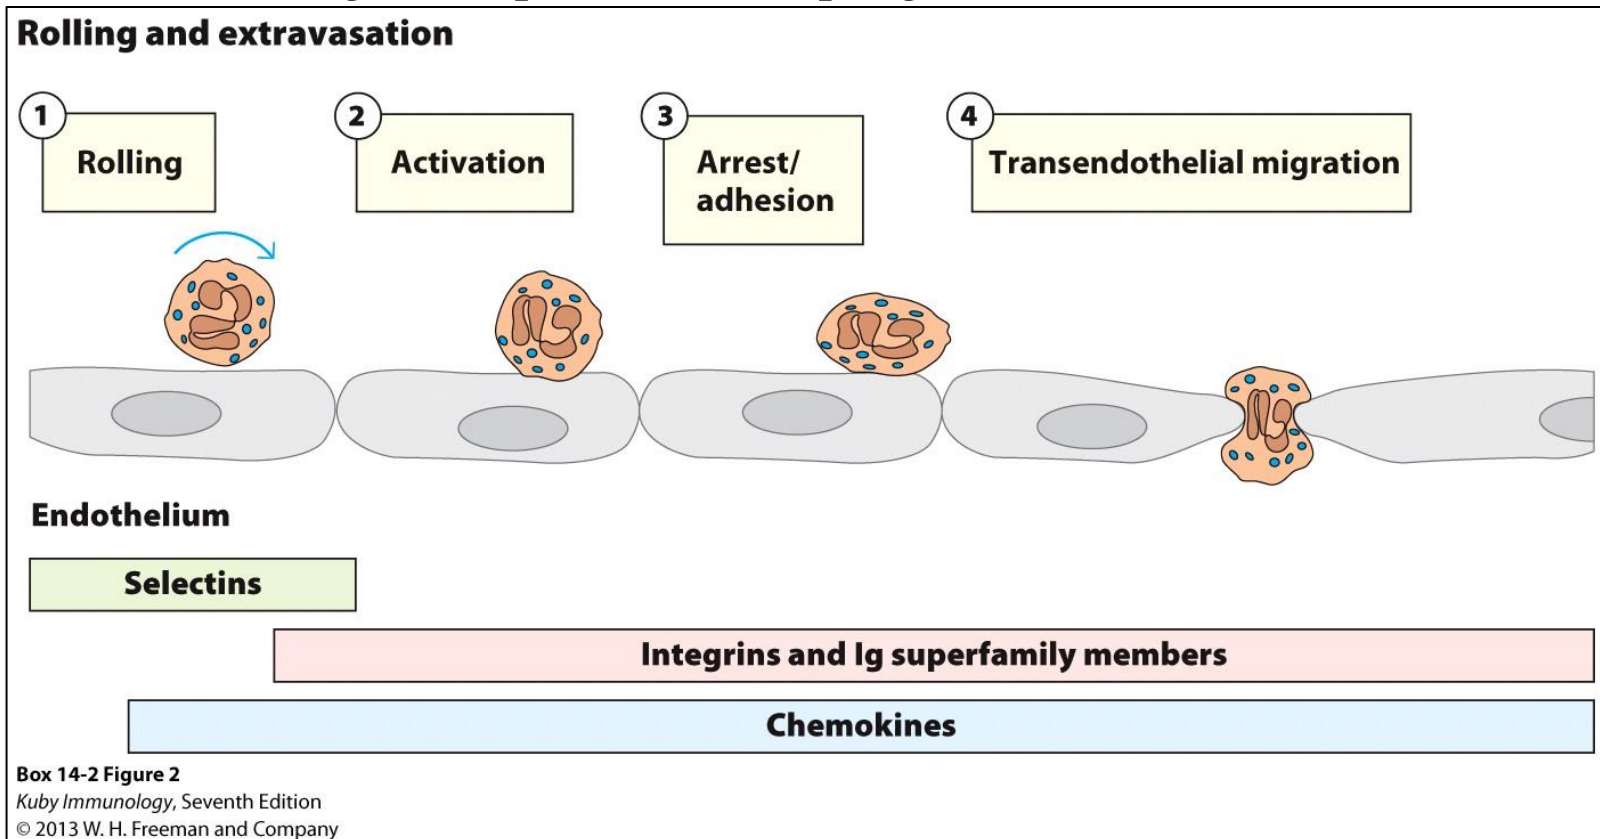 Rolling and extravasation
1
Rolling
2
Activation
3
Arrest/
adhesion
4
Transendothelial migration
Endothelium
Selectins
Integrins and Ig superfamily members
Chemokines
Box 14-2 Figure 2
Kuby Immunology, Seventh Edition
© 2013 W. H. Freeman and Company